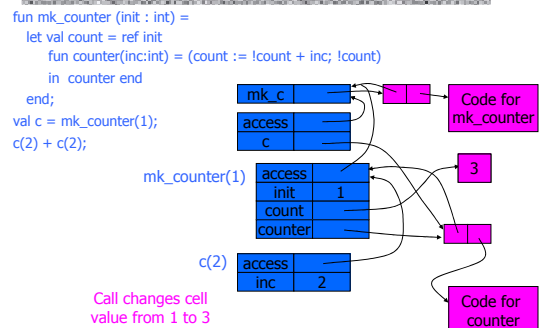 fun mk_counter (init : int) =
let val count = ref init
fun counter(inc:int) = (count := !count + inc; !count)
in counter end
end;
val c = mk_counter(1);
c(2) + c(2);
mk_c
Code for
mk_counter
access
c
mk_counter(1)
access
init 1
count
counter
3
c(2)
access
inc 2
Call changes cell
value from 1 to 3
Code for
counter